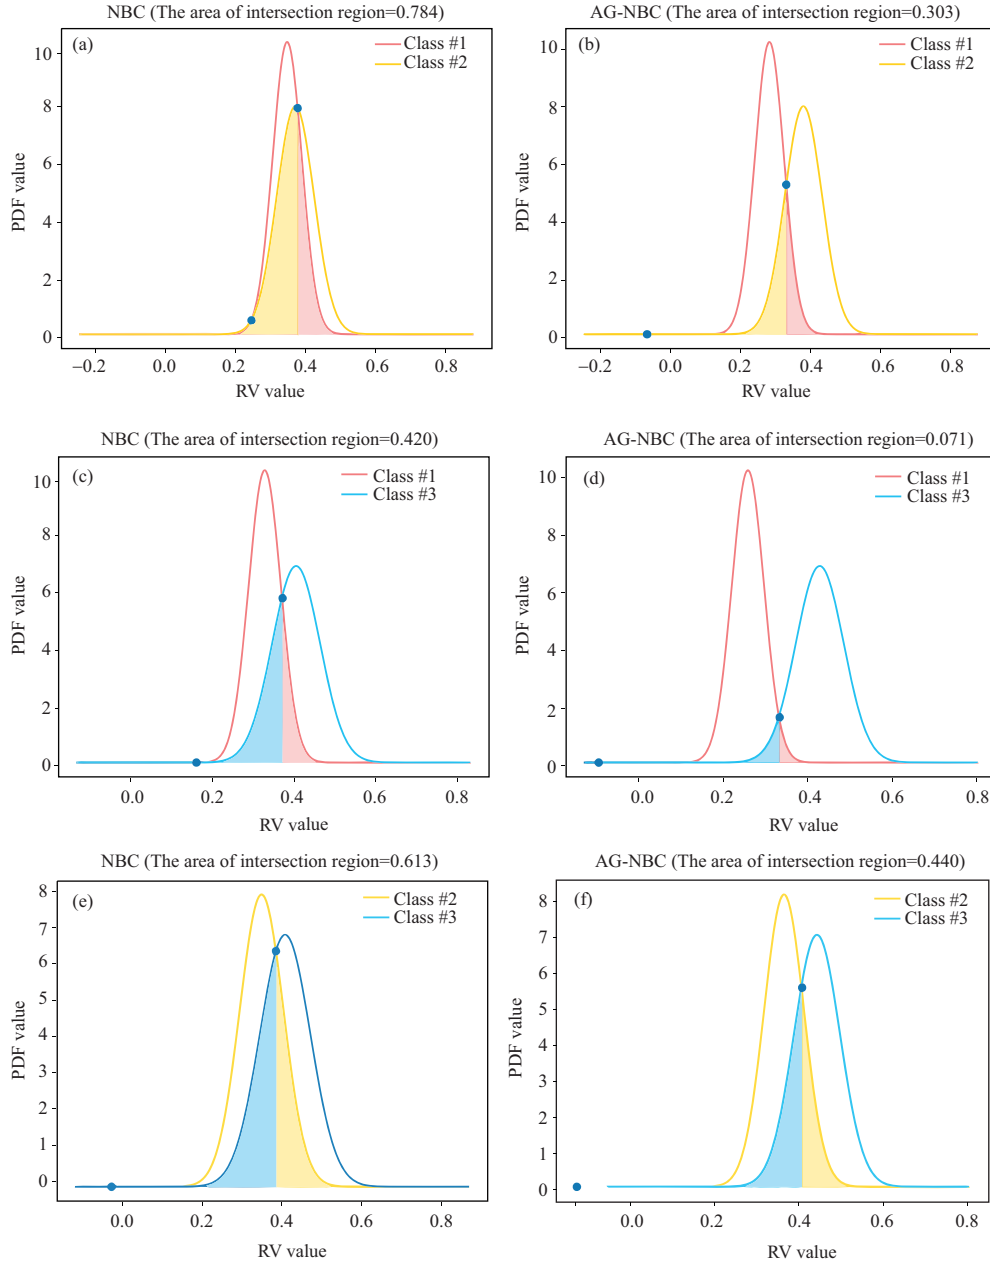 NBC (The area of intersection region=0.784)
(a)
Class #1
Class #2
10
8
6
4
2
0
PDF value
−0.2 0.0 0.2 0.4 0.6 0.8
RV value
AG-NBC (The area of intersection region=0.303)
(b)
Class #1
Class #2
10
8
6
4
2
0
PDF value
−0.2 0.0 0.2 0.4 0.6 0.8
RV value
NBC (The area of intersection region=0.420)
(c)
Class #1
Class #3
10
8
6
4
2
0
PDF value
0.0 0.2 0.4 0.6 0.8
RV value
AG-NBC (The area of intersection region=0.071)
(d)
Class #1
Class #3
10
8
6
4
2
0
PDF value
0.0 0.2 0.4 0.6 0.8
RV value
NBC (The area of intersection region=0.613)
(e)
Class #2
Class #3
8
7
6
5
4
3
2
1
0
PDF value
0.0 0.2 0.4 0.6 0.8
RV value
AG-NBC (The area of intersection region=0.440)
(f)
Class #2
Class #3
8
7
6
5
4
3
2
1
0
PDF value
0.0 0.2 0.4 0.6 0.8
RV value